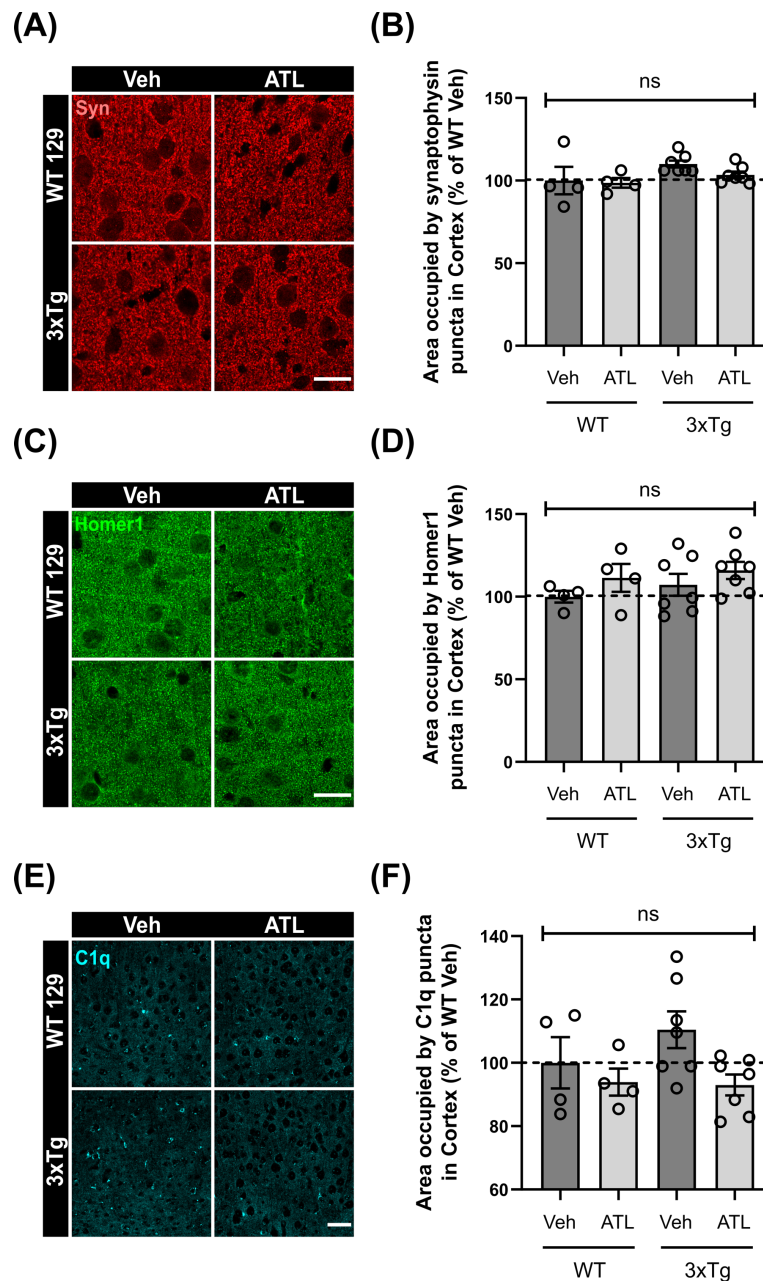 (A)
Veh ATL
WT 129
3xTg
Syn
(B)
Area occupied by synaptophysin
puncta in Cortex (% of WT Veh)
150
100
50
0
ns
Veh ATL Veh ATL
WT 3xTg
(C)
Veh ATL
WT 129
3xTg
Homer1
(D)
Area occupied by Homer1
puncta in Cortex (% of WT Veh)
150
100
50
0
ns
Veh ATL Veh ATL
WT 3xTg
(E)
Veh ATL
WT 129
3xTg
C1q
(F)
Area occupied by C1q puncta
in Cortex (% of WT Veh)
140
120
100
80
60
ns
Veh ATL Veh ATL
WT 3xTg